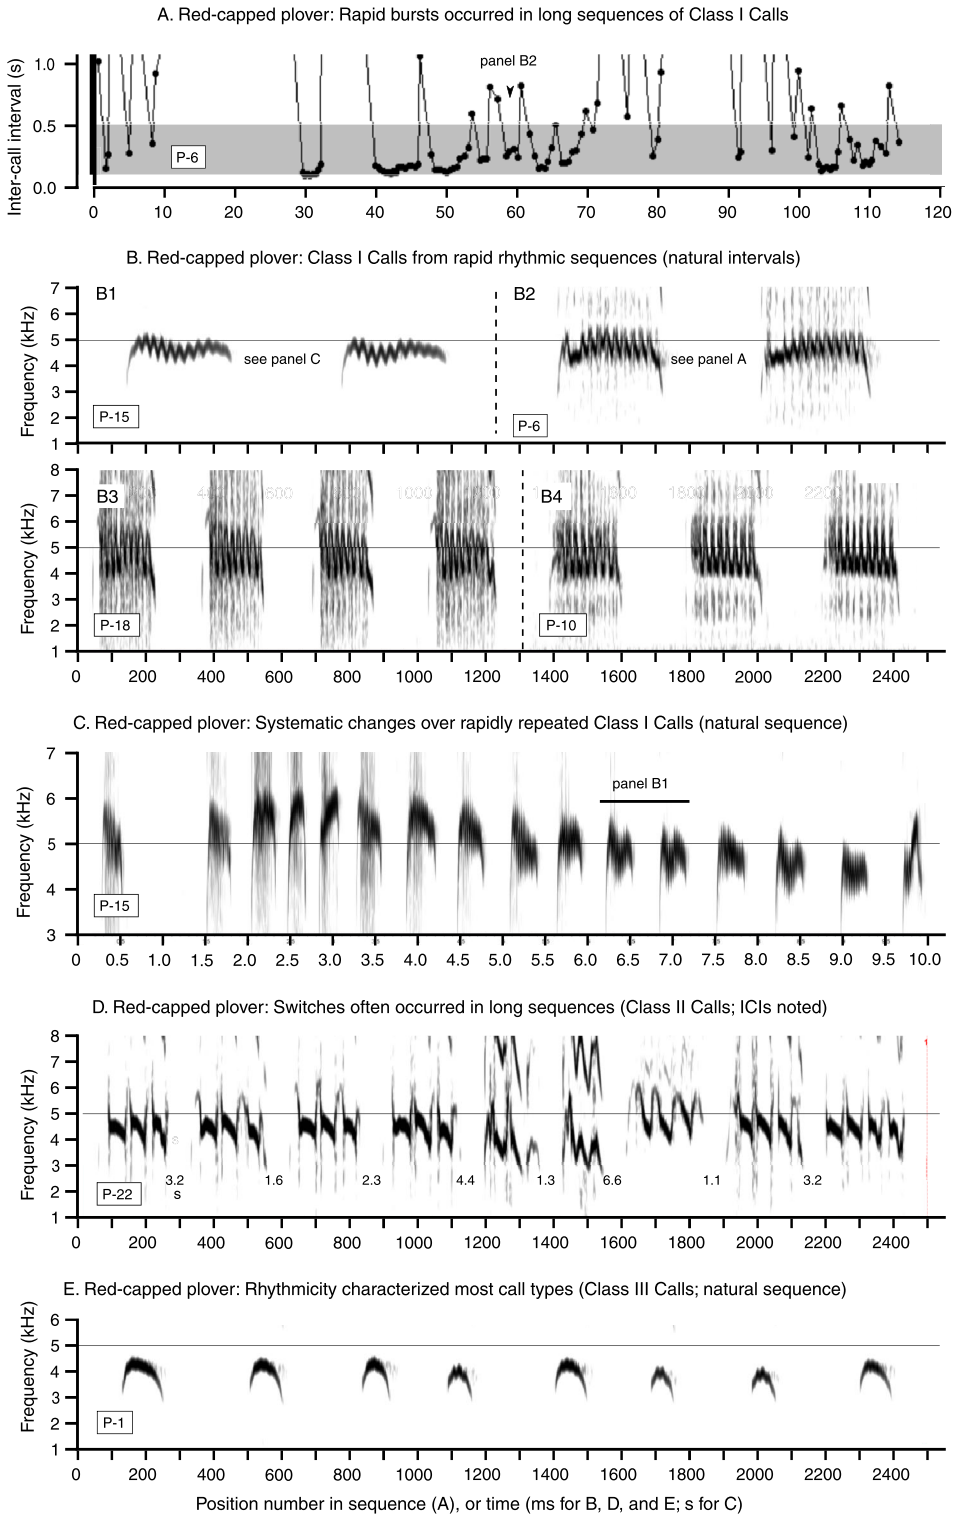 A. Red-capped plover: Rapid bursts occurred in long sequences of Class I Calls
Inter-call interval (s)
1.0
0.5
0.0
panel B2
P-6
0 10 20 30 40 50 60 70 80 90 100 110 120
B. Red-capped plover: Class I Calls from rapid rhythmic sequences (natural intervals)
Frequency (kHz)
7
6
5
4
3
2
1
B1
see panel C
P-15
B2
see panel A
P-6
Frequency (kHz)
8
7
6
5
4
3
2
1
B3
600
1000
P-18
B4
2200
P-10
0 200 400 600 800 1000 1200 1400 1600 1800 2000 2200 2400
C. Red-capped plover: Systematic changes over rapidly repeated Class I Calls (natural sequence)
Frequency (kHz)
7
6
5
4
3
panel B1
P-15
0 0.5 1.0 1.5 2.0 2.5 3.0 3.5 4.0 4.5 5.0 5.5 6.0 6.5 7.0 7.5 8.0 8.5 9.0 9.5 10.0
D. Red-capped plover: Switches often occurred in long sequences (Class II Calls; ICIs noted)
Frequency (kHz)
8
7
6
5
4
3
2
1
s
3.2 1.6 2.3 4.4 1.3 6.6 1.1 3.2
s
P-22
0 200 400 600 800 1000 1200 1400 1600 1800 2000 2200 2400
E. Red-capped plover: Rhythmicity characterized most call types (Class III Calls; natural sequence)
Frequency (kHz)
6
5
4
3
2
1
P-1
0 200 400 600 800 1000 1200 1400 1600 1800 2000 2200 2400
Position number in sequence (A), or time (ms for B, D, and E; s for C)